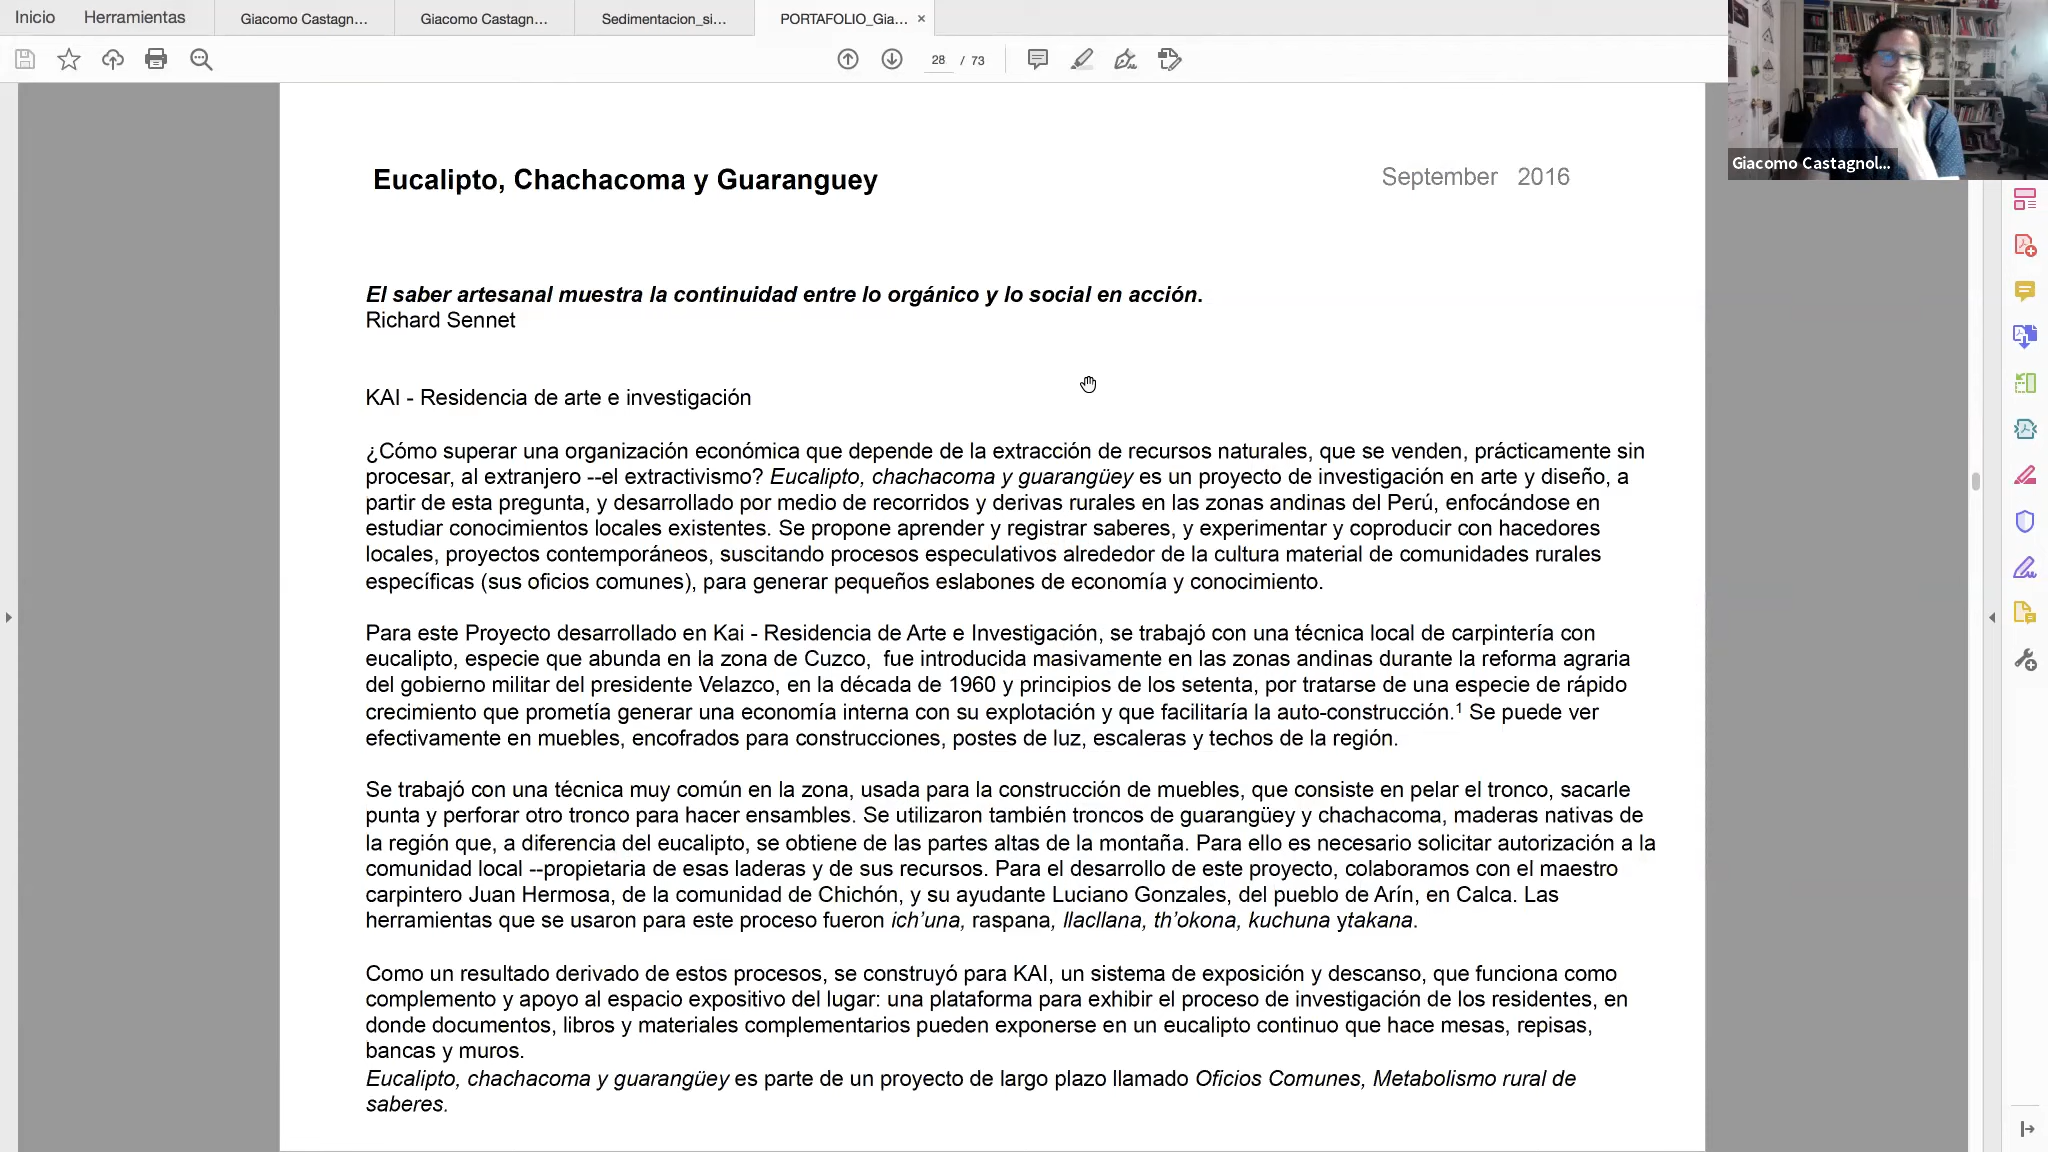 Inicio Herramientas Giacomo Castagn... Giacomo Castagn... Sedimentacion_si... PORTAFOLIO_Gia... ×
28 / 73
Giacomo Castagnol...
Eucalipto, Chachacoma y Guaranguey
September 2016
El saber artesanal muestra la continuidad entre lo orgánico y lo social en acción.
Richard Sennet
KAI - Residencia de arte e investigación
¿Cómo superar una organización económica que depende de la extracción de recursos naturales, que se venden, prácticamente sin
procesar, al extranjero --el extractivismo? Eucalipto, chachacoma y guarangüey es un proyecto de investigación en arte y diseño, a
partir de esta pregunta, y desarrollado por medio de recorridos y derivas rurales en las zonas andinas del Perú, enfocándose en
estudiar conocimientos locales existentes. Se propone aprender y registrar saberes, y experimentar y coproducir con hacedores
locales, proyectos contemporáneos, suscitando procesos especulativos alrededor de la cultura material de comunidades rurales
específicas (sus oficios comunes), para generar pequeños eslabones de economía y conocimiento.
Para este Proyecto desarrollado en Kai - Residencia de Arte e Investigación, se trabajó con una técnica local de carpintería con
eucalipto, especie que abunda en la zona de Cuzco, fue introducida masivamente en las zonas andinas durante la reforma agraria
del gobierno militar del presidente Velazco, en la década de 1960 y principios de los setenta, por tratarse de una especie de rápido
crecimiento que prometía generar una economía interna con su explotación y que facilitaría la auto-construcción.¹ Se puede ver
efectivamente en muebles, encofrados para construcciones, postes de luz, escaleras y techos de la región.
Se trabajó con una técnica muy común en la zona, usada para la construcción de muebles, que consiste en pelar el tronco, sacarle
punta y perforar otro tronco para hacer ensambles. Se utilizaron también troncos de guarangüey y chachacoma, maderas nativas de
la región que, a diferencia del eucalipto, se obtiene de las partes altas de la montaña. Para ello es necesario solicitar autorización a la
comunidad local --propietaria de esas laderas y de sus recursos. Para el desarrollo de este proyecto, colaboramos con el maestro
carpintero Juan Hermosa, de la comunidad de Chichón, y su ayudante Luciano Gonzales, del pueblo de Arín, en Calca. Las
herramientas que se usaron para este proceso fueron ich'una, raspana, llacllana, th'okona, kuchuna ytakana.
Como un resultado derivado de estos procesos, se construyó para KAI, un sistema de exposición y descanso, que funciona como
complemento y apoyo al espacio expositivo del lugar: una plataforma para exhibir el proceso de investigación de los residentes, en
donde documentos, libros y materiales complementarios pueden exponerse en un eucalipto continuo que hace mesas, repisas,
bancas y muros.
Eucalipto, chachacoma y guarangüey es parte de un proyecto de largo plazo llamado Oficios Comunes, Metabolismo rural de
saberes.